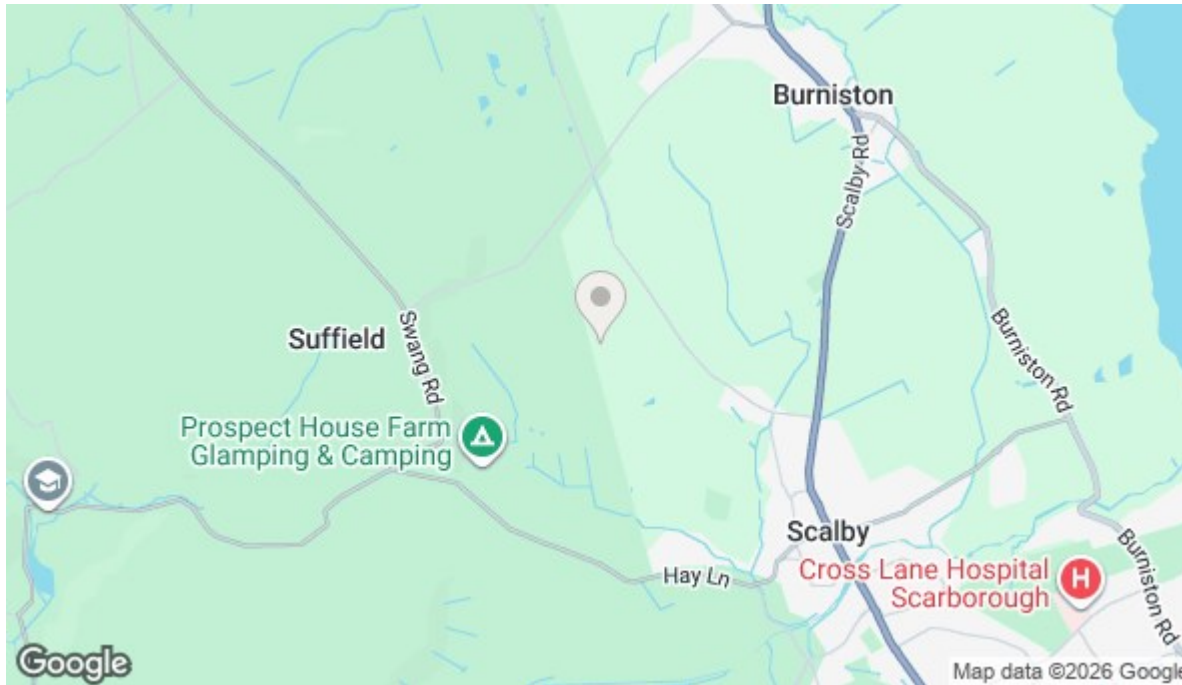 Burniston
Scalby Rd
Suffield
Swang Rd
Burniston Rd
Prospect House Farm
Glamping & Camping
Scalby
Hay Ln
Cross Lane Hospital
Scarborough
H
Burniston Rd
Google
Map data ©2026 Google